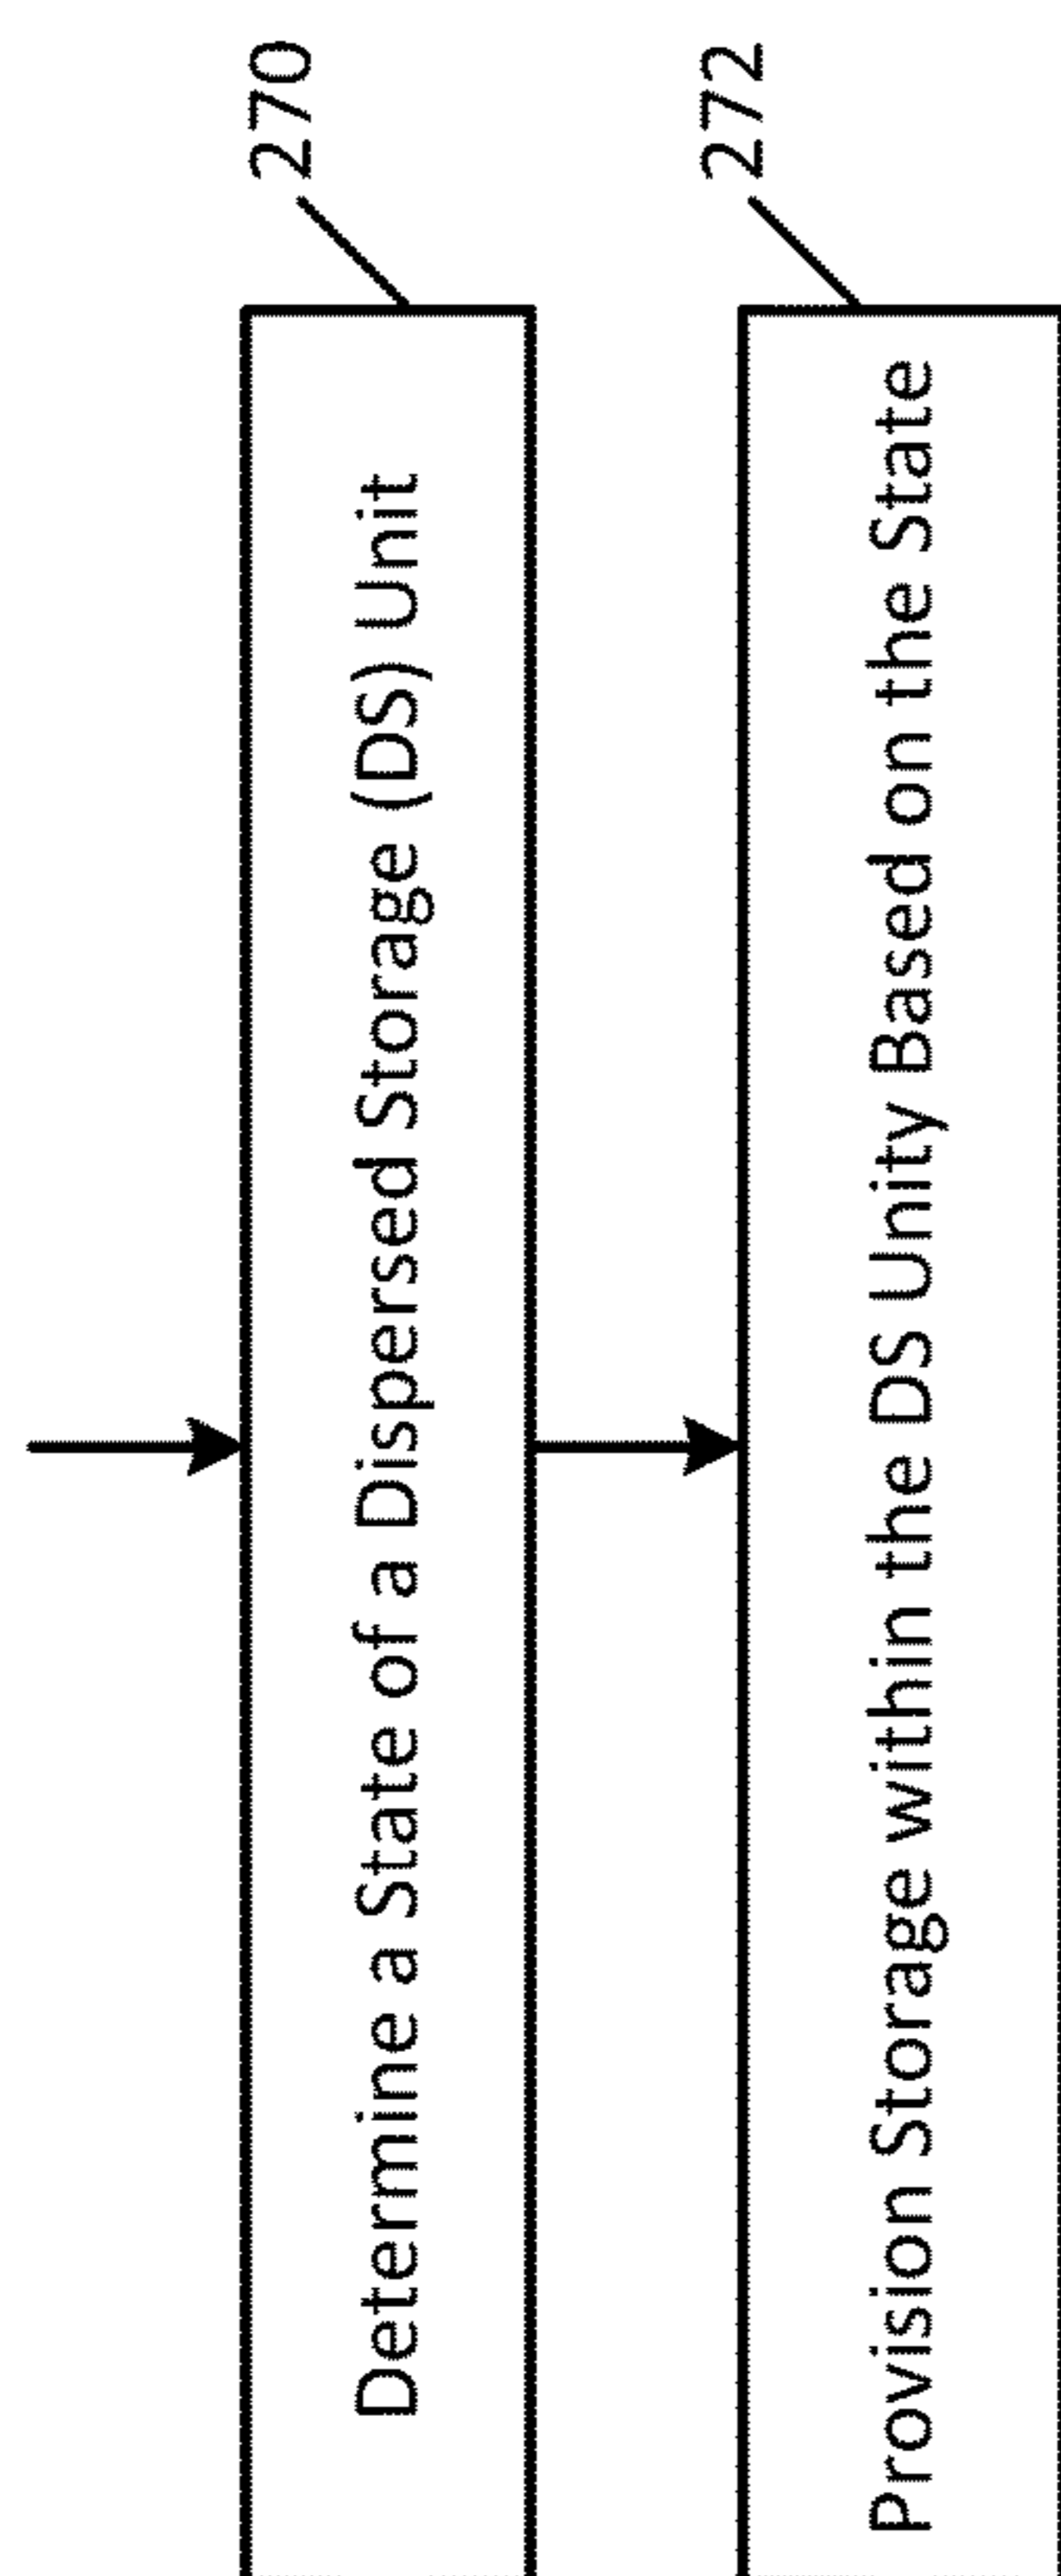 270
Determine a State of a Dispersed Storage (DS) Unit
272
Provision Storage within the DS Unity Based on the State